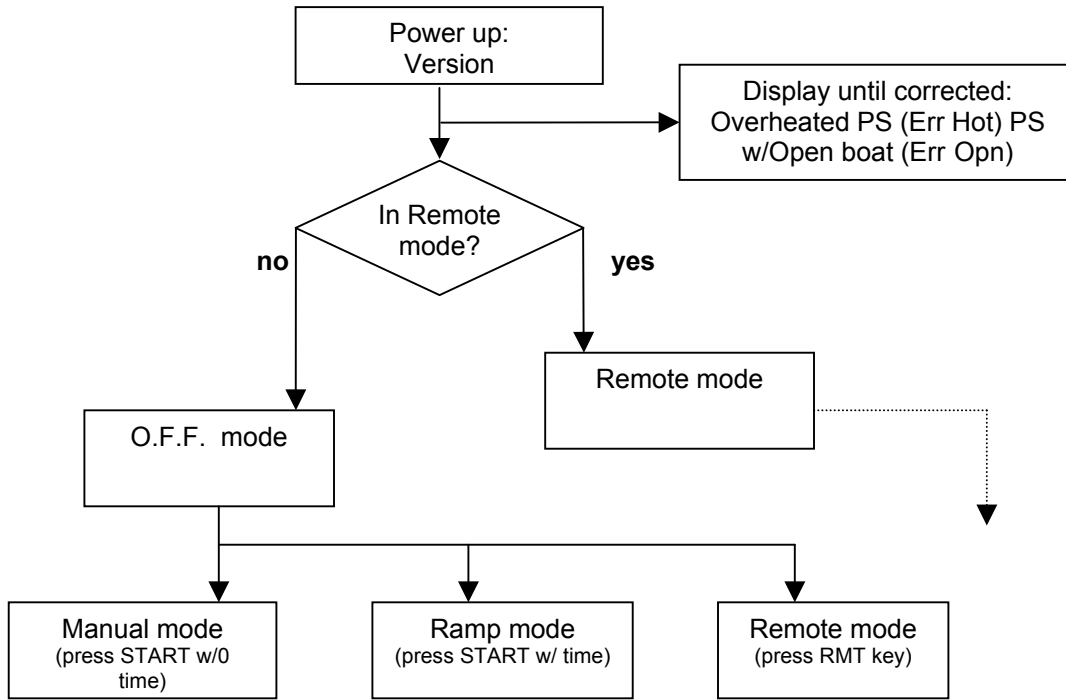 Power up:
Version
Display until corrected:
Overheated PS (Err Hot) PS
w/Open boat (Err Opn)
In Remote
mode?
no
yes
Remote mode
O.F.F. mode
Manual mode
(press START w/0
time)
Ramp mode
(press START w/ time)
Remote mode
(press RMT key)